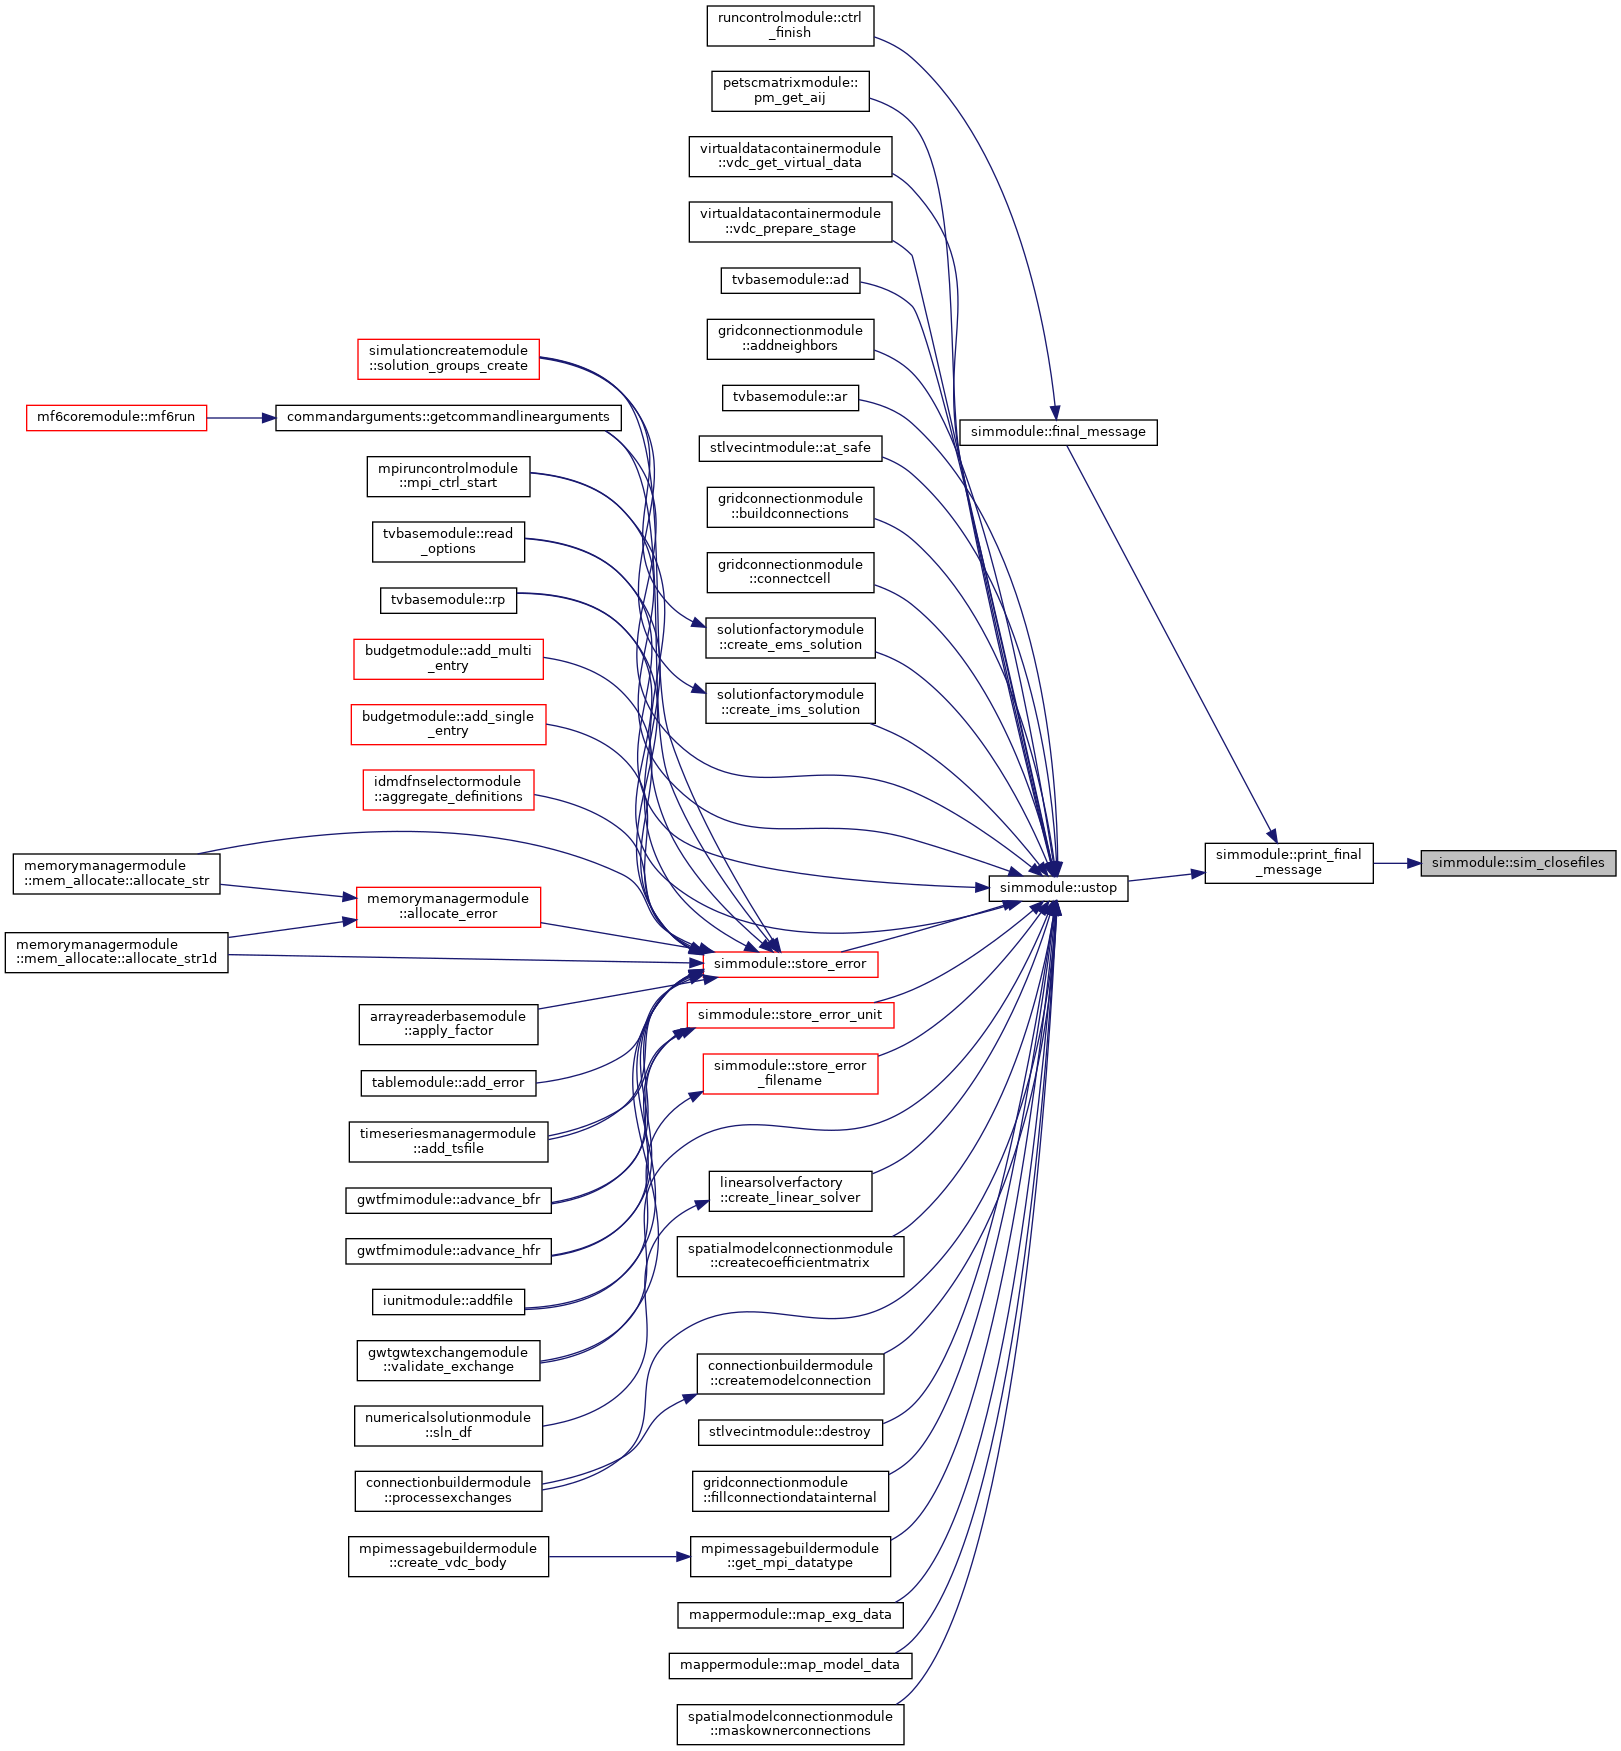 runcontrolmodule::ctrl
_finish
petscmatrixmodule::
pm_get_aij
virtualdatacontainermodule
::vdc_get_virtual_data
virtualdatacontainermodule
::vdc_prepare_stage
tvbasemodule::ad
gridconnectionmodule
::addneighbors
tvbasemodule::ar
stlvecintmodule::at_safe
gridconnectionmodule
::buildconnections
gridconnectionmodule
::connectcell
solutionfactorymodule
::create_ems_solution
solutionfactorymodule
::create_ims_solution
simulationcreatemodule
::solution_groups_create
mf6coremodule::mf6run
commandarguments::getcommandlinearguments
mpiruncontrolmodule
::mpi_ctrl_start
tvbasemodule::read
_options
tvbasemodule::rp
budgetmodule::add_multi
_entry
budgetmodule::add_single
_entry
idmdfnselectormodule
::aggregate_definitions
memorymanagermodule
::mem_allocate::allocate_str
memorymanagermodule
::allocate_error
memorymanagermodule
::mem_allocate::allocate_str1d
simmodule::final_message
simmodule::print_final
_message
simmodule::sim_closefiles
simmodule::ustop
simmodule::store_error
simmodule::store_error_unit
simmodule::store_error
_filename
arrayreaderbasemodule
::apply_factor
tablemodule::add_error
timeseriesmanagermodule
::add_tsfile
gwtfmimodule::advance_bfr
gwtfmimodule::advance_hfr
iunitmodule::addfile
gwtgwtexchangemodule
::validate_exchange
numericalsolutionmodule
::sln_df
connectionbuildermodule
::processexchanges
mpimessagebuildermodule
::create_vdc_body
linearsolverfactory
::create_linear_solver
spatialmodelconnectionmodule
::createcoefficientmatrix
connectionbuildermodule
::createmodelconnection
stlvecintmodule::destroy
gridconnectionmodule
::fillconnectiondatainternal
mpimessagebuildermodule
::get_mpi_datatype
mappermodule::map_exg_data
mappermodule::map_model_data
spatialmodelconnectionmodule
::maskownerconnections